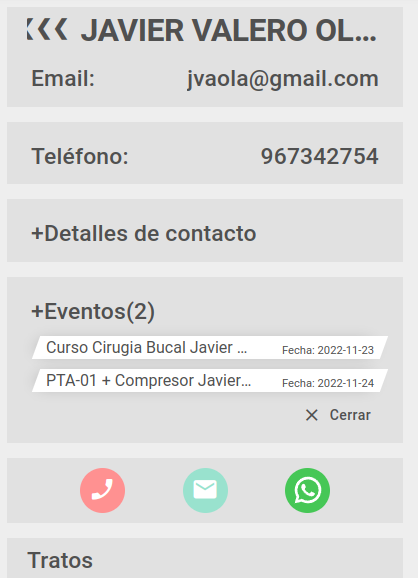 ❮❮❮ JAVIER VALERO OL...
Email: jvaola@gmail.com
Teléfono: 967342754
+Detalles de contacto
+Eventos(2)
Curso Cirugia Bucal Javier ... Fecha: 2022-11-23
PTA-01 + Compresor Javier... Fecha: 2022-11-24
✕ Cerrar
Tratos